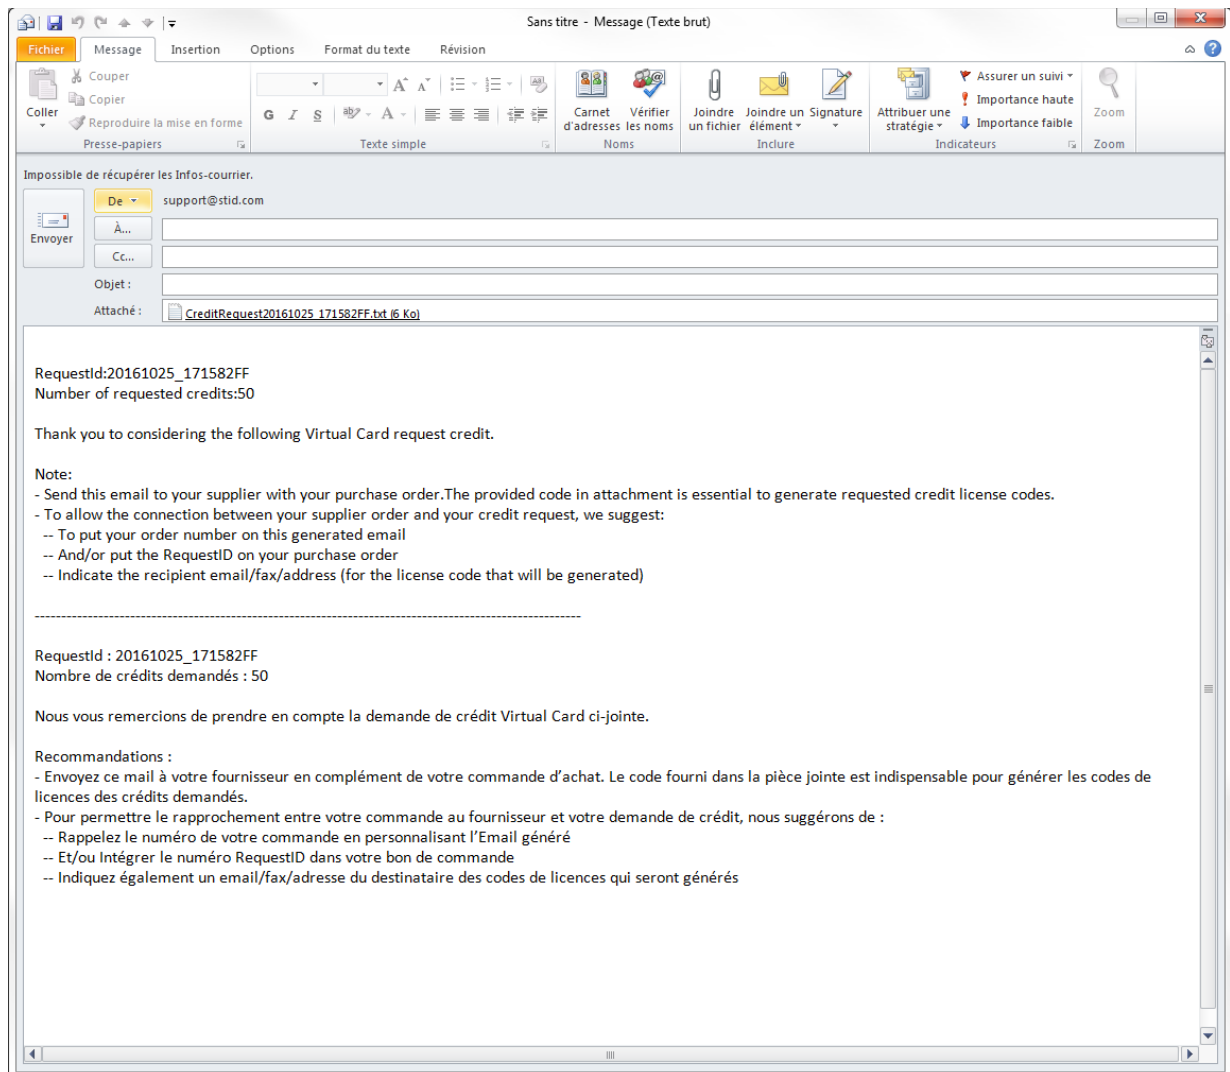 Sans titre - Message (Texte brut)
Fichier Message Insertion Options Format du texte Révision
Coller
Couper
Copier
Reproduire la mise en forme
Presse-papiers
G I S
Texte simple
Carnet d'adresses
Vérifier les noms
Noms
Joindre un fichier
Joindre un élément
Signature
Inclure
Attribuer une stratégie
Assurer un suivi
Importance haute
Importance faible
Indicateurs
Zoom
Zoom
Impossible de récupérer les Infos-courrier.
Envoyer
De support@stid.com
À...
Cc...
Objet :
Attaché : CreditRequest20161025_171582FF.txt (6 Ko)
RequestId:20161025_171582FF
Number of requested credits:50
Thank you to considering the following Virtual Card request credit.
Note:
- Send this email to your supplier with your purchase order.The provided code in attachment is essential to generate requested credit license codes.
- To allow the connection between your supplier order and your credit request, we suggest:
-- To put your order number on this generated email
-- And/or put the RequestID on your purchase order
-- Indicate the recipient email/fax/address (for the license code that will be generated)
--------------------------------------------------------------------------------------------------------
RequestId : 20161025_171582FF
Nombre de crédits demandés : 50
Nous vous remercions de prendre en compte la demande de crédit Virtual Card ci-jointe.
Recommandations :
- Envoyez ce mail à votre fournisseur en complément de votre commande d'achat. Le code fourni dans la pièce jointe est indispensable pour générer les codes de
licences des crédits demandés.
- Pour permettre le rapprochement entre votre commande au fournisseur et votre demande de crédit, nous suggérons de :
-- Rappelez le numéro de votre commande en personnalisant l'Email généré
-- Et/ou Intégrer le numéro RequestID dans votre bon de commande
-- Indiquez également un email/fax/adresse du destinataire des codes de licences qui seront générés